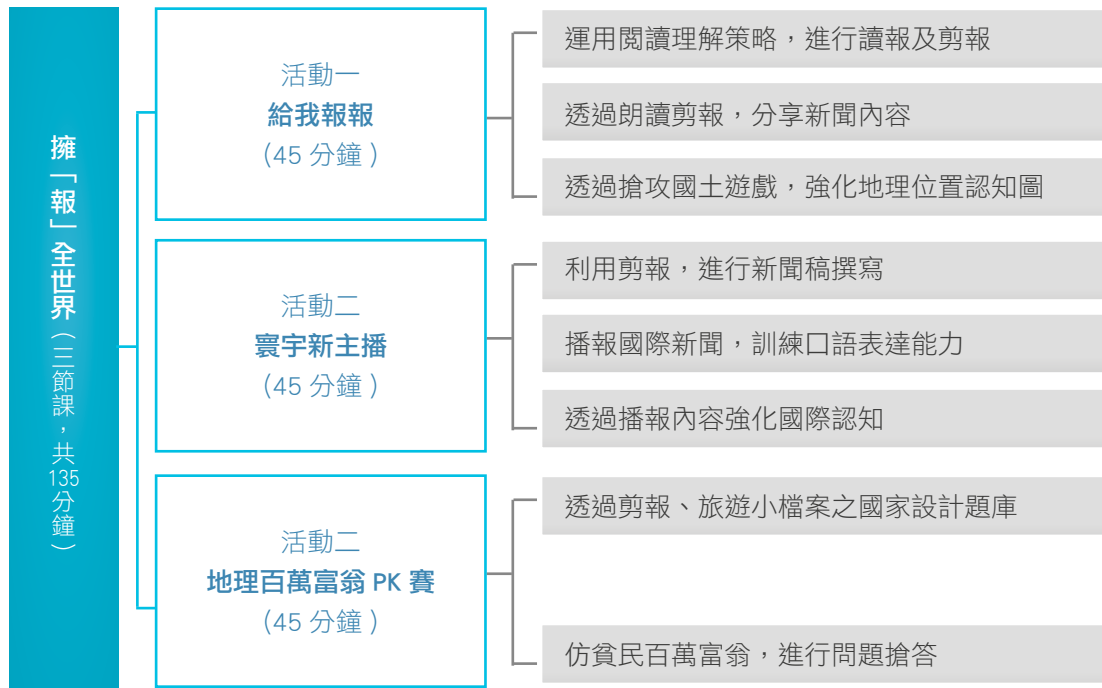 擁「報」全世界（三節課，共135分鐘）
活動一
給我報報
（45 分鐘）
運用閱讀理解策略，進行讀報及剪報
透過朗讀剪報，分享新聞內容
透過搶攻國土遊戲，強化地理位置認知圖
活動二
寰宇新主播
（45 分鐘）
利用剪報，進行新聞稿撰寫
播報國際新聞，訓練口語表達能力
透過播報內容強化國際認知
活動二
地理百萬富翁 PK 賽
（45 分鐘）
透過剪報、旅遊小檔案之國家設計題庫
仿貧民百萬富翁，進行問題搶答